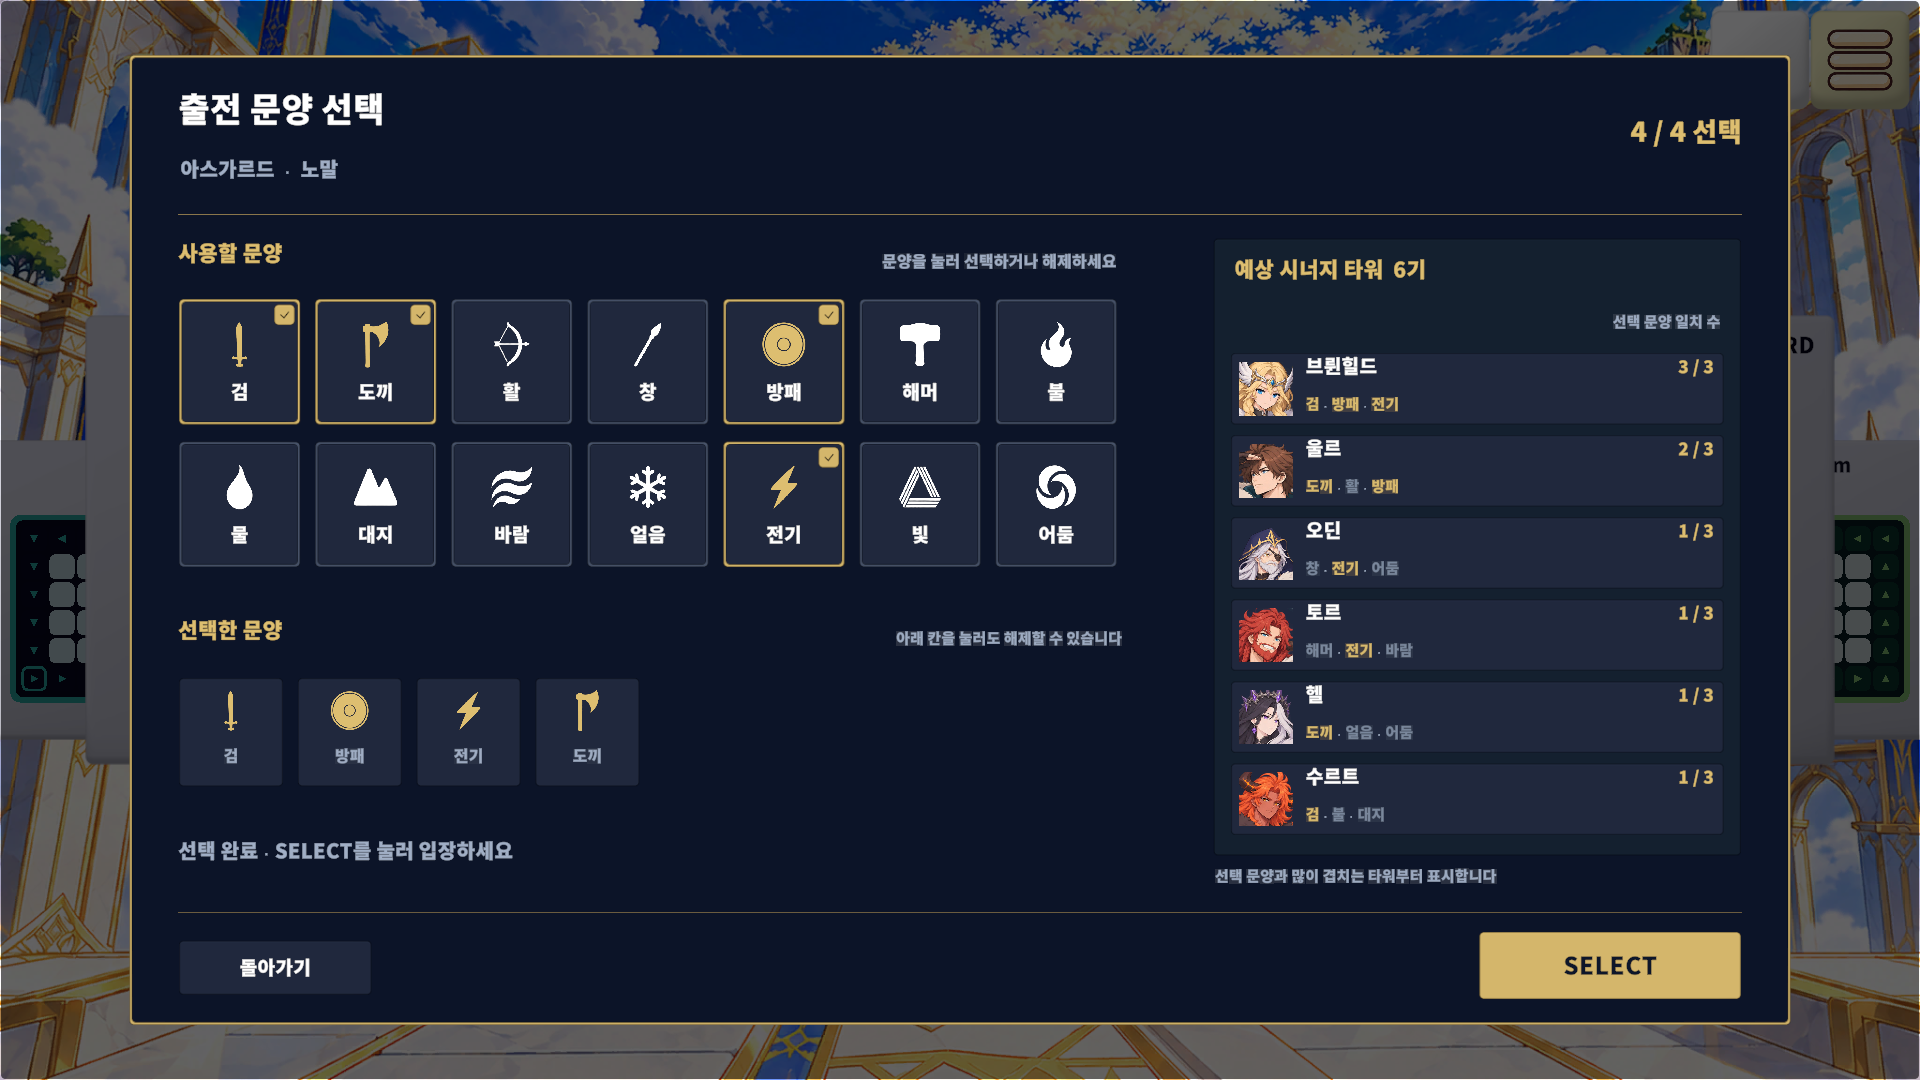 출전 문양 선택
4 / 4 선택
아스가르드 · 노말
사용할 문양
문양을 눌러 선택하거나 해제하세요
검
도끼
활
창
방패
해머
불
물
대지
바람
얼음
전기
빛
어둠
선택한 문양
아래 칸을 눌러도 해제할 수 있습니다
검
방패
전기
도끼
선택 완료 · SELECT를 눌러 입장하세요
예상 시너지 타워 6기
선택 문양 일치 수
브륀힐드
3 / 3
검 · 방패 · 전기
울르
2 / 3
도끼 · 활 · 방패
오딘
1 / 3
창 · 전기 · 어둠
토르
1 / 3
해머 · 전기 · 바람
헬
1 / 3
도끼 · 얼음 · 어둠
수르트
1 / 3
검 · 불 · 대지
선택 문양과 많이 겹치는 타워부터 표시합니다
돌아가기
SELECT